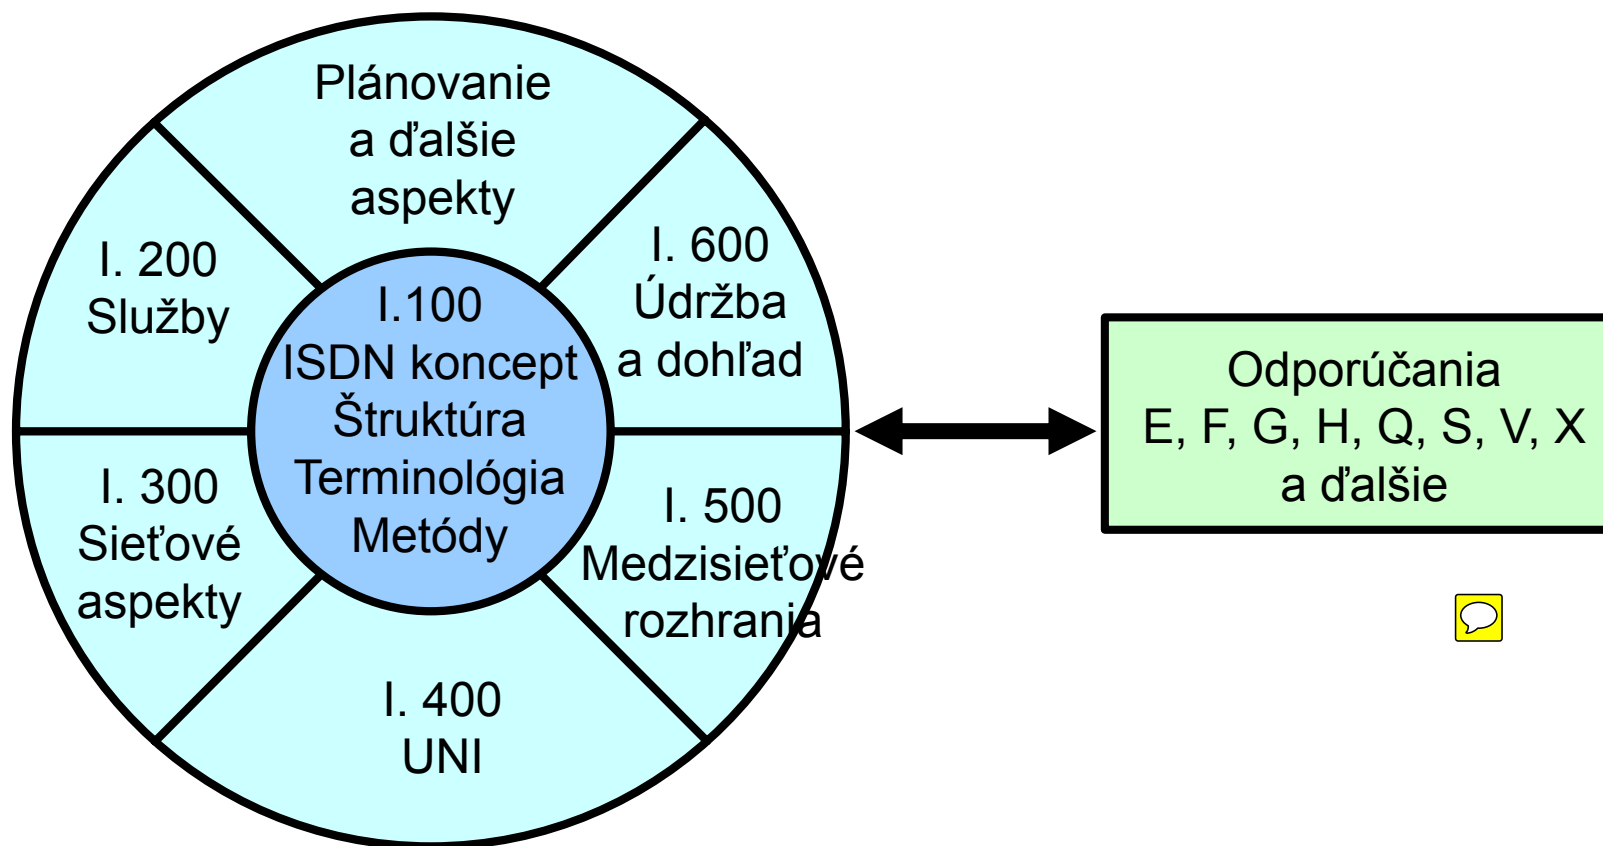 Plánovanie
a ďalšie
aspekty
I. 200
Služby
I. 600
Údržba
a dohľad
I.100
ISDN koncept
Štruktúra
Terminológia
Metódy
I. 300
Sieťové
aspekty
I. 500
Medzisieťové
rozhrania
I. 400
UNI
Odporúčania
E, F, G, H, Q, S, V, X
a ďalšie